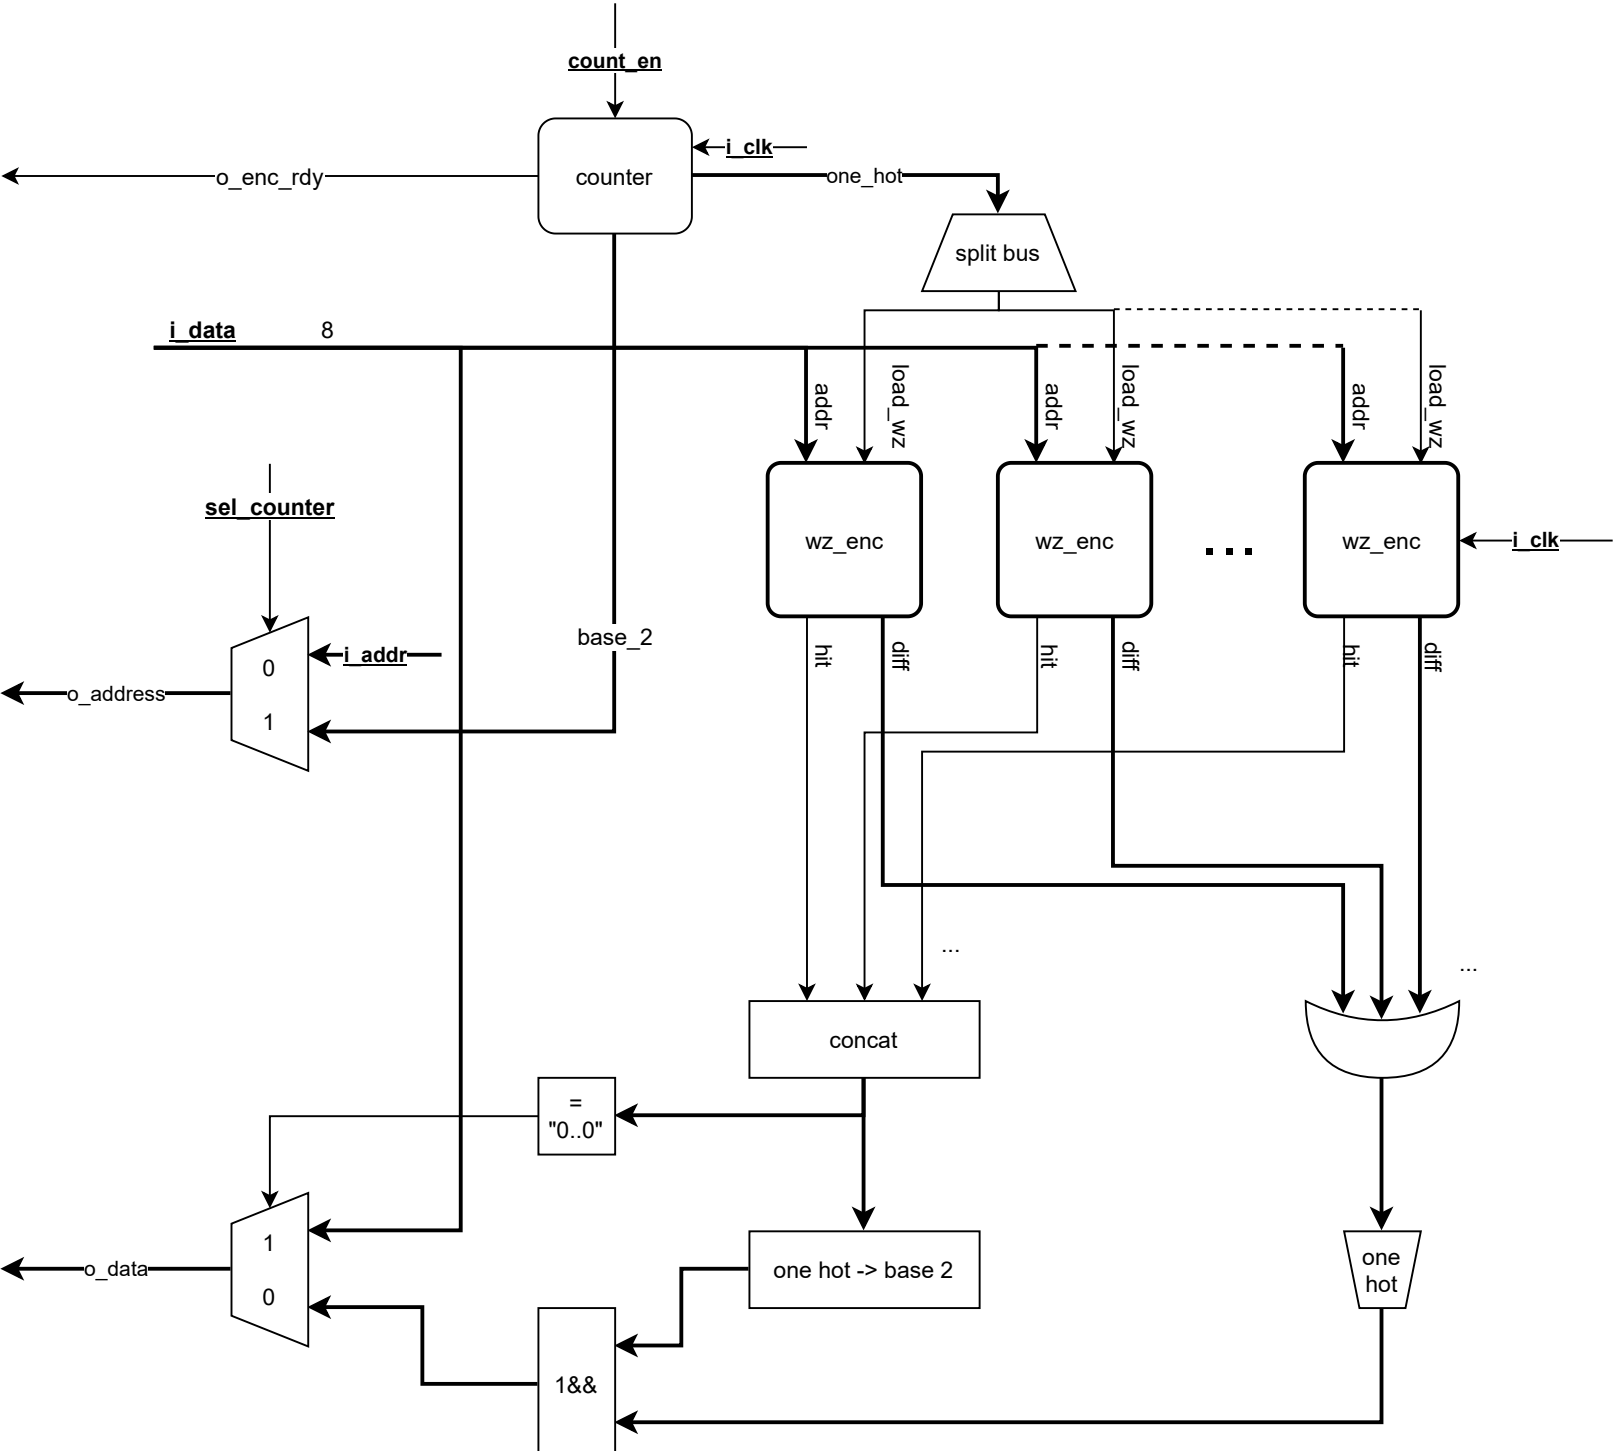 count_en
i_clk
o_enc_rdy
counter
one_hot
split bus
i_data
8
addr
load_wz
addr
load_wz
addr
load_wz
sel_counter
wz_enc
wz_enc
...
wz_enc
i_clk
base_2
hit
diff
hit
diff
hit
diff
i_addr
0
o_address
1
...
...
concat
=
"0..0"
1
o_data
0
one hot -> base 2
one
hot
1&&